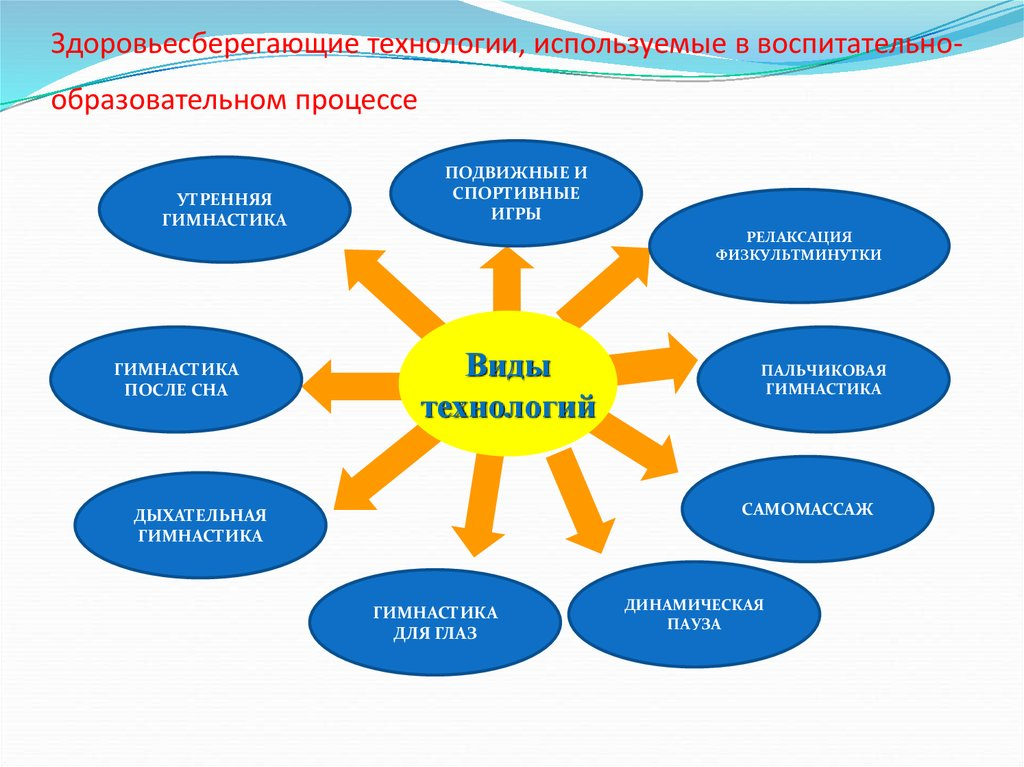 Здоровьесберегающие технологии, используемые в воспитательно-
образовательном процессе
ПОДВИЖНЫЕ И
СПОРТИВНЫЕ
ИГРЫ
УТРЕННЯЯ
ГИМНАСТИКА
РЕЛАКСАЦИЯ
ФИЗКУЛЬТМИНУТКИ
Виды
технологий
ГИМНАСТИКА
ПОСЛЕ СНА
ПАЛЬЧИКОВАЯ
ГИМНАСТИКА
ДЫХАТЕЛЬНАЯ
ГИМНАСТИКА
САМОМАССАЖ
ГИМНАСТИКА
ДЛЯ ГЛАЗ
ДИНАМИЧЕСКАЯ
ПАУЗА